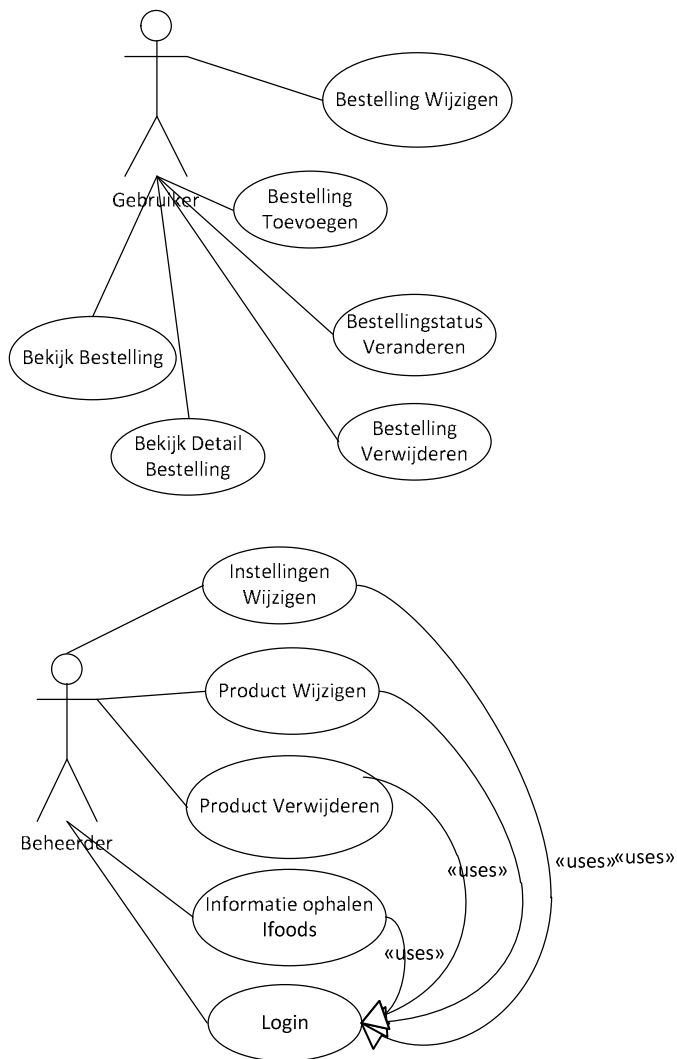 Bestelling Wijzigen
Bestelling
Toevoegen
Gebruiker
Bestellingstatus
Veranderen
Bekijk Bestelling
Bestelling
Verwijderen
Bekijk Detail
Bestelling
Instellingen
Wijzigen
Product Wijzigen
Product Verwijderen
Beheerder
«uses»
«uses»
«uses»
Informatie ophalen
Ifoods
«uses»
Login